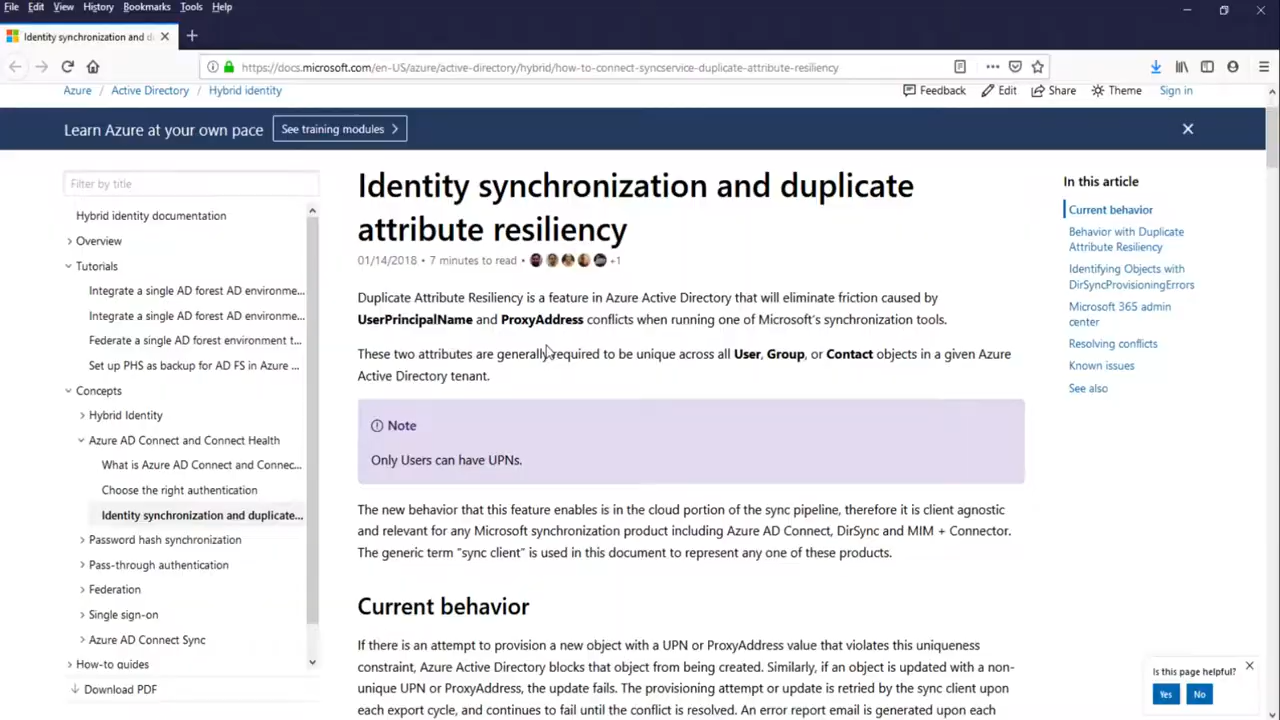 File Edit View History Bookmarks Tools Help
Identity synchronization and d
https://docs.microsoft.com/en-US/azure/active-directory/hybrid/how-to-connect-syncservice-duplicate-attribute-resiliency
Azure / Active Directory / Hybrid identity
Feedback Edit Share Theme Sign in
Learn Azure at your own pace See training modules
Filter by title
Hybrid identity documentation
Overview
Tutorials
Integrate a single AD forest AD environme...
Integrate a single AD forest AD environme...
Federate a single AD forest environment t...
Set up PHS as backup for AD FS in Azure ...
Concepts
Hybrid Identity
Azure AD Connect and Connect Health
What is Azure AD Connect and Connec...
Choose the right authentication
Identity synchronization and duplicate...
Password hash synchronization
Pass-through authentication
Federation
Single sign-on
Azure AD Connect Sync
How-to guides
Download PDF
Identity synchronization and duplicate
attribute resiliency
01/14/2018 • 7 minutes to read • +1
Duplicate Attribute Resiliency is a feature in Azure Active Directory that will eliminate friction caused by
UserPrincipalName and ProxyAddress conflicts when running one of Microsoft's synchronization tools.
These two attributes are generally required to be unique across all User, Group, or Contact objects in a given Azure
Active Directory tenant.
Note
Only Users can have UPNs.
The new behavior that this feature enables is in the cloud portion of the sync pipeline, therefore it is client agnostic
and relevant for any Microsoft synchronization product including Azure AD Connect, DirSync and MIM + Connector.
The generic term "sync client" is used in this document to represent any one of these products.
Current behavior
If there is an attempt to provision a new object with a UPN or ProxyAddress value that violates this uniqueness
constraint, Azure Active Directory blocks that object from being created. Similarly, if an object is updated with a non-
unique UPN or ProxyAddress, the update fails. The provisioning attempt or update is retried by the sync client upon
each export cycle, and continues to fail until the conflict is resolved. An error report email is generated upon each
In this article
Current behavior
Behavior with Duplicate
Attribute Resiliency
Identifying Objects with
DirSyncProvisioningErrors
Microsoft 365 admin
center
Resolving conflicts
Known issues
See also
Is this page helpful?
Yes No